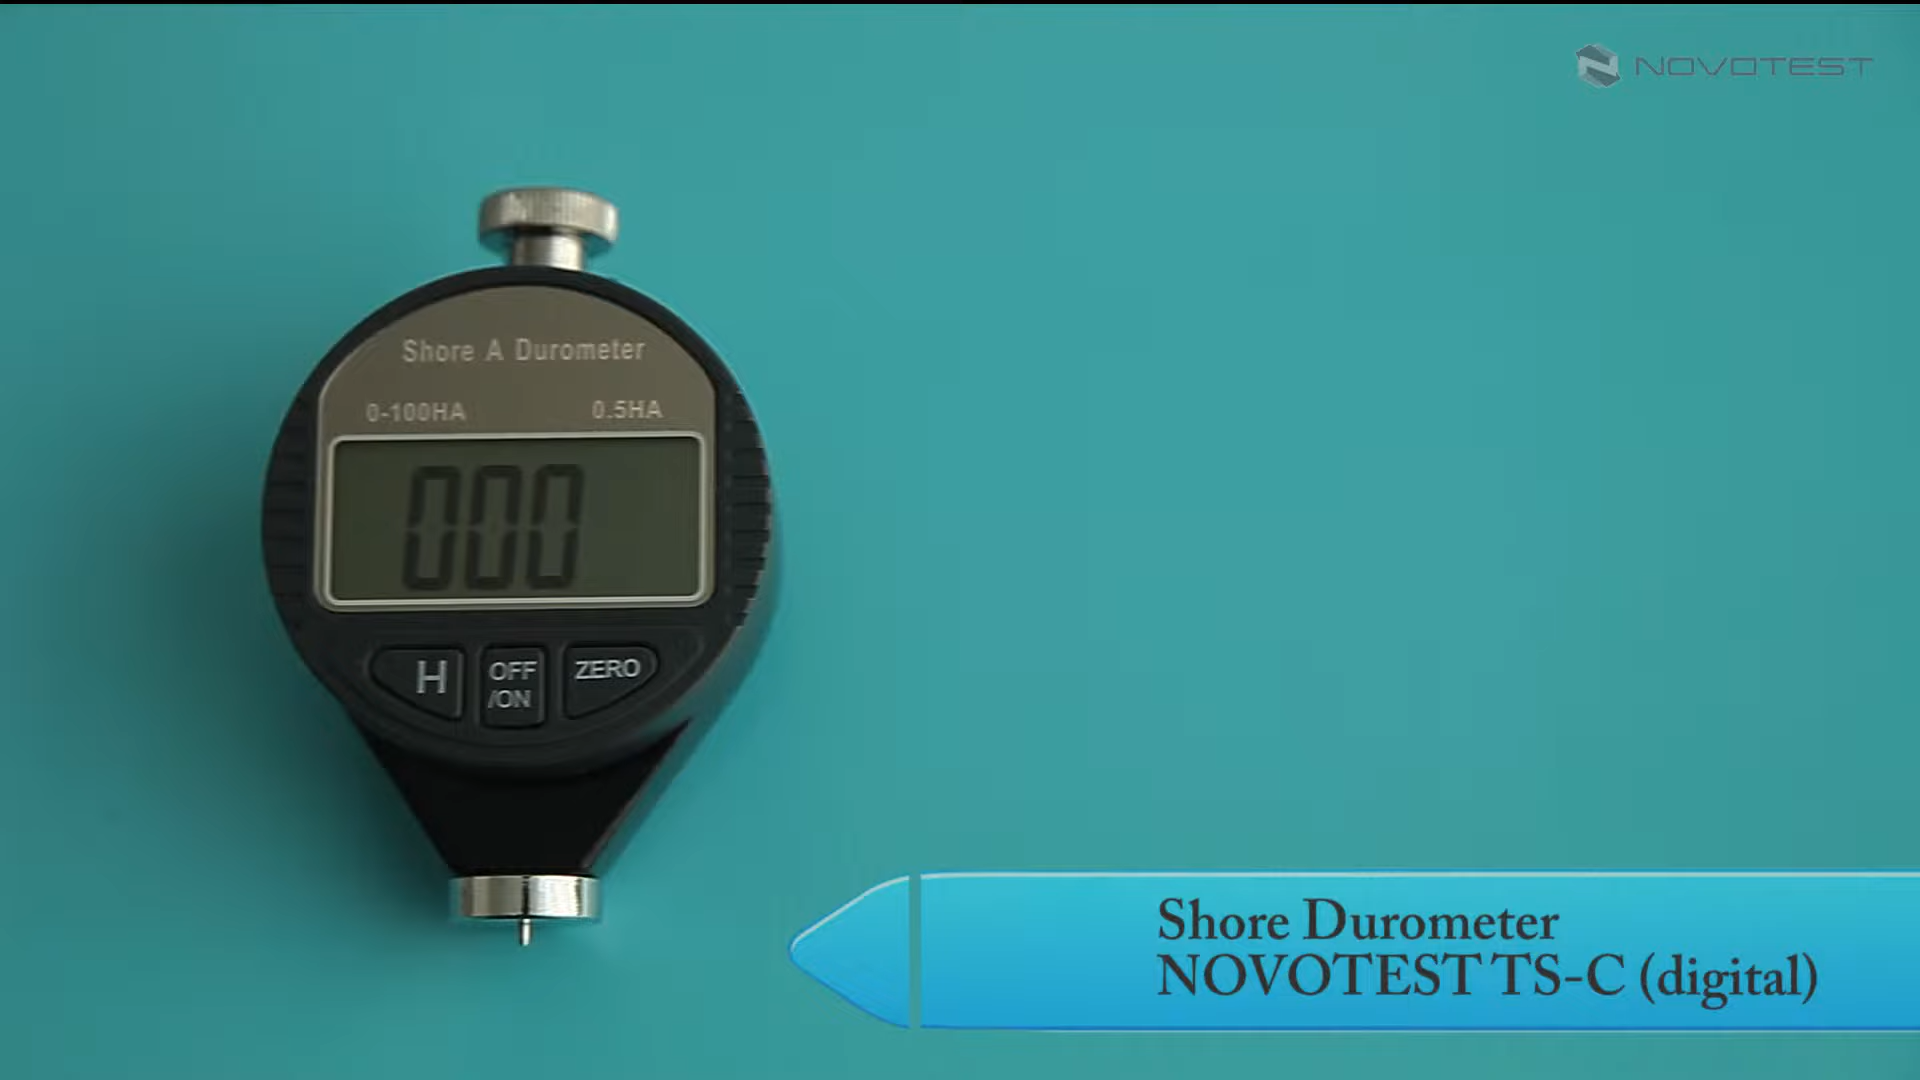 NOVOTEST
Shore A Durometer
0-100HA 0.5HA
000
H OFF /ON ZERO
Shore Durometer
NOVOTEST TS-C (digital)